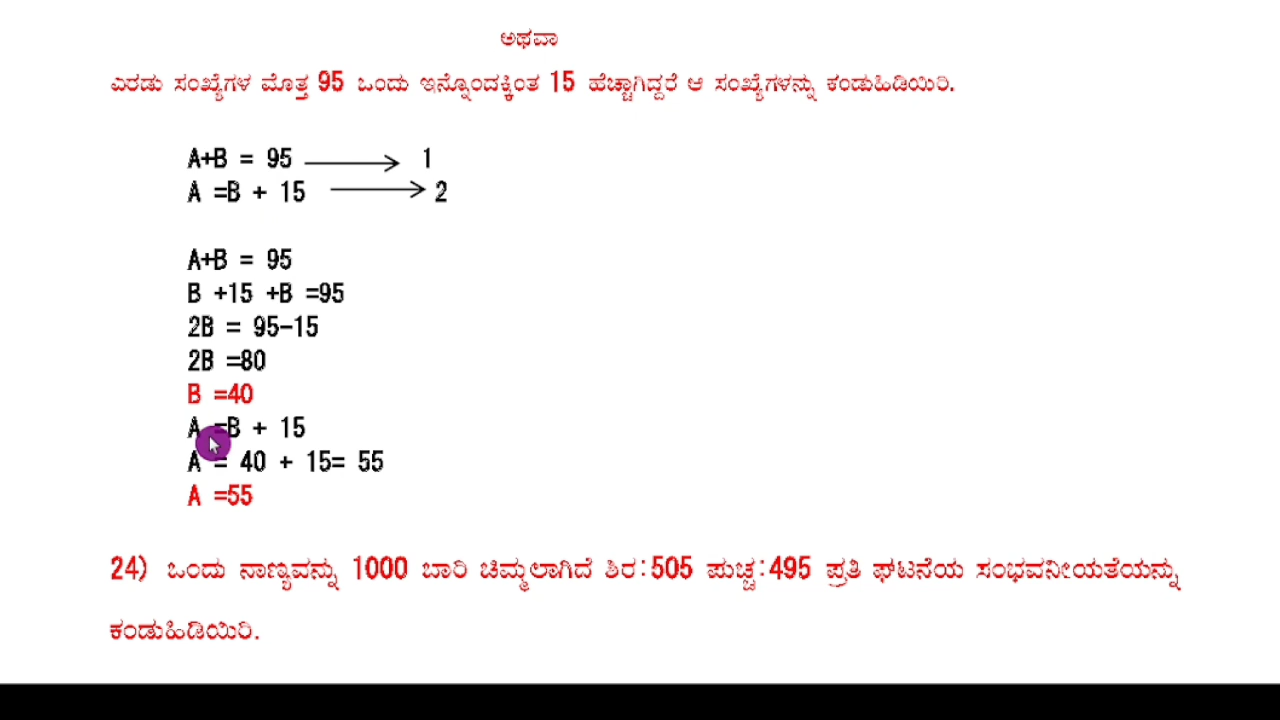 ಅಥವಾ
ಎರಡು ಸಂಖ್ಯೆಗಳ ಮೊತ್ತ 95 ಒಂದು ಇನ್ನೊಂದಕ್ಕಿಂತ 15 ಹೆಚ್ಚಾಗಿದ್ದರೆ ಆ ಸಂಖ್ಯೆಗಳನ್ನು ಕಂಡುಹಿಡಿಯಿರಿ.
A+B = 95 → 1
A =B + 15 → 2
A+B = 95
B +15 +B =95
2B = 95-15
2B =80
B =40
A =B + 15
A = 40 + 15= 55
A =55
24) ಒಂದು ನಾಣ್ಯವನ್ನು 1000 ಬಾರಿ ಚಿಮ್ಮಲಾಗಿದೆ ಶಿರ:505 ಪುಚ್ಚ:495 ಪ್ರತಿ ಘಟನೆಯ ಸಂಭವನೀಯತೆಯನ್ನು
ಕಂಡುಹಿಡಿಯಿರಿ.